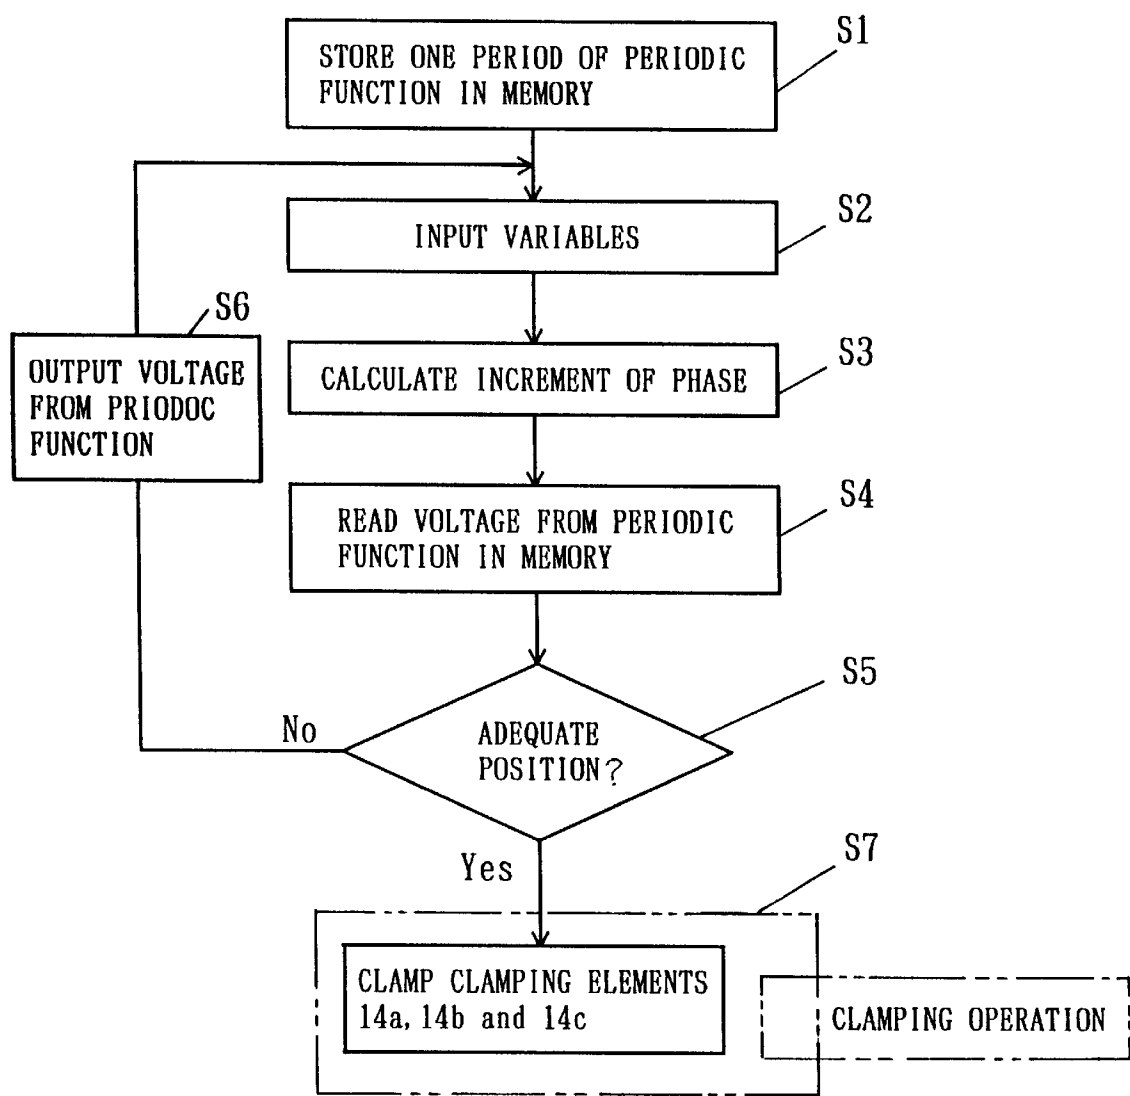 S1
STORE ONE PERIOD OF PERIODIC
FUNCTION IN MEMORY
S2
INPUT VARIABLES
S6
OUTPUT VOLTAGE
FROM PRIODOC
FUNCTION
S3
CALCULATE INCREMENT OF PHASE
S4
READ VOLTAGE FROM PERIODIC
FUNCTION IN MEMORY
S5
No
ADEQUATE
POSITION?
Yes
S7
CLAMP CLAMPING ELEMENTS
14a, 14b and 14c
CLAMPING OPERATION